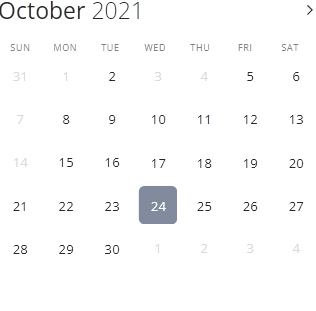 October 2021
SUN MON TUE WED THU FRI SAT
31 1 2 3 4 5 6
7 8 9 10 11 12 13
14 15 16 17 18 19 20
21 22 23 24 25 26 27
28 29 30 1 2 3 4